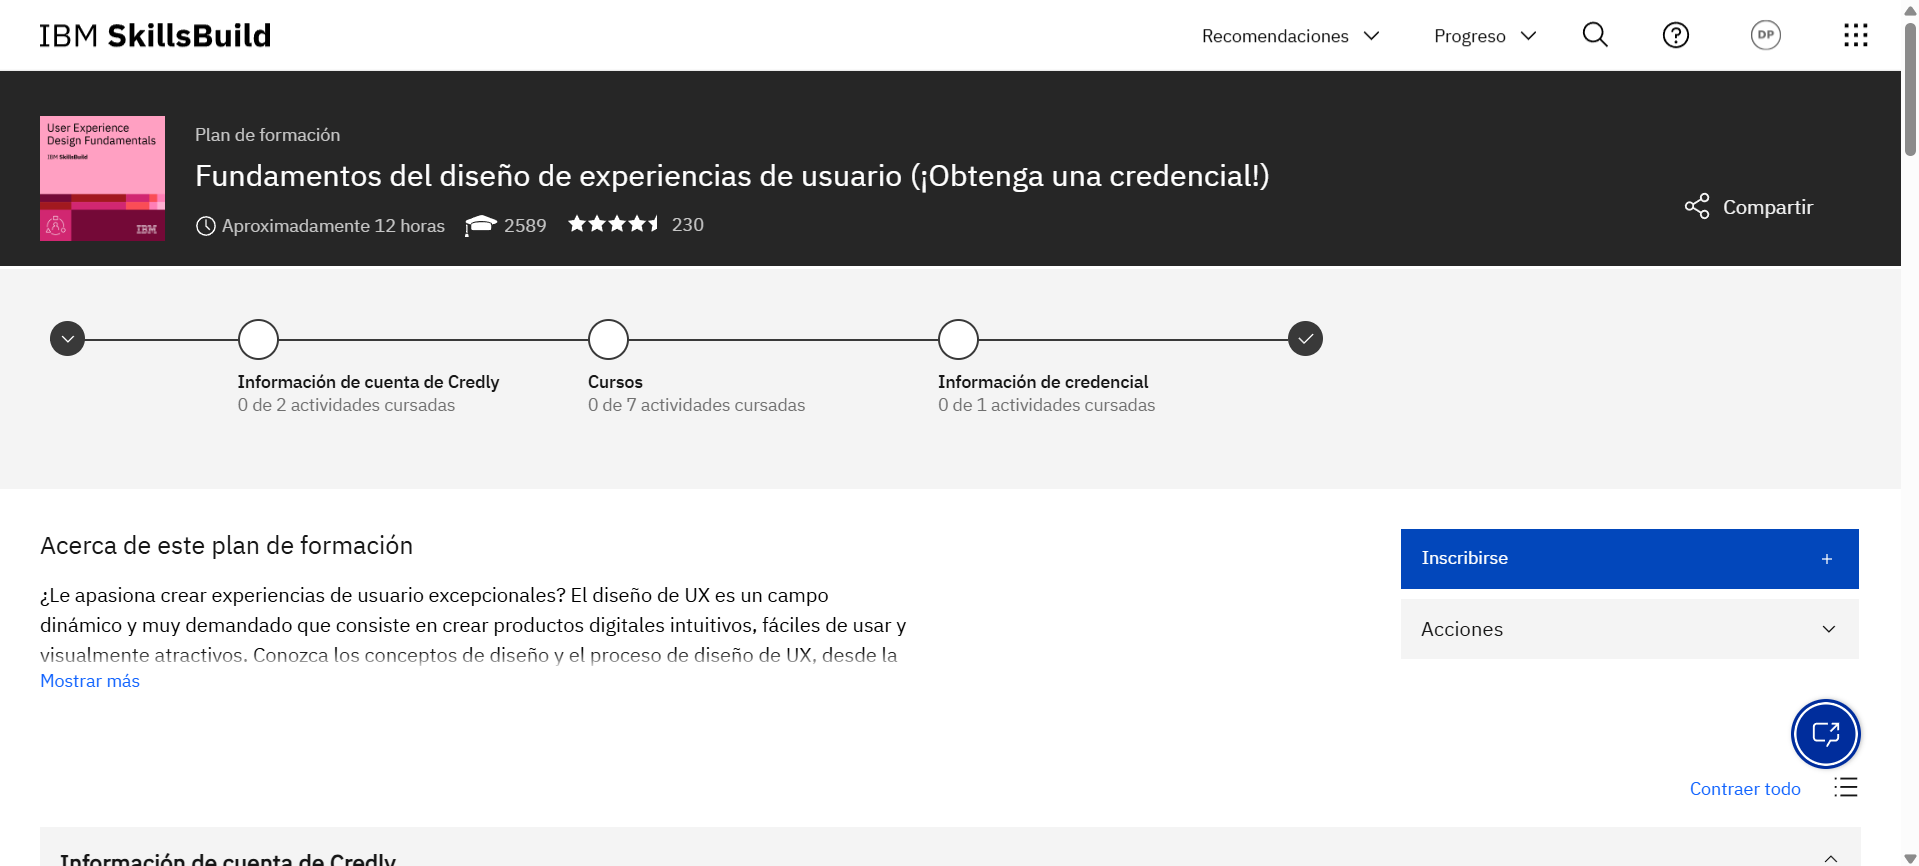 IBM SkillsBuild
Recomendaciones
Progreso
DP
User Experience
Design Fundamentals
IBM SkillsBuild
IBM
Plan de formación
Fundamentos del diseño de experiencias de usuario (¡Obtenga una credencial!)
Aproximadamente 12 horas
2589
230
Compartir
Información de cuenta de Credly
0 de 2 actividades cursadas
Cursos
0 de 7 actividades cursadas
Información de credencial
0 de 1 actividades cursadas
Acerca de este plan de formación
¿Le apasiona crear experiencias de usuario excepcionales? El diseño de UX es un campo
dinámico y muy demandado que consiste en crear productos digitales intuitivos, fáciles de usar y
visualmente atractivos. Conozca los conceptos de diseño y el proceso de diseño de UX, desde la
Mostrar más
Inscribirse +
Acciones
Contraer todo
Información de cuenta de Credly